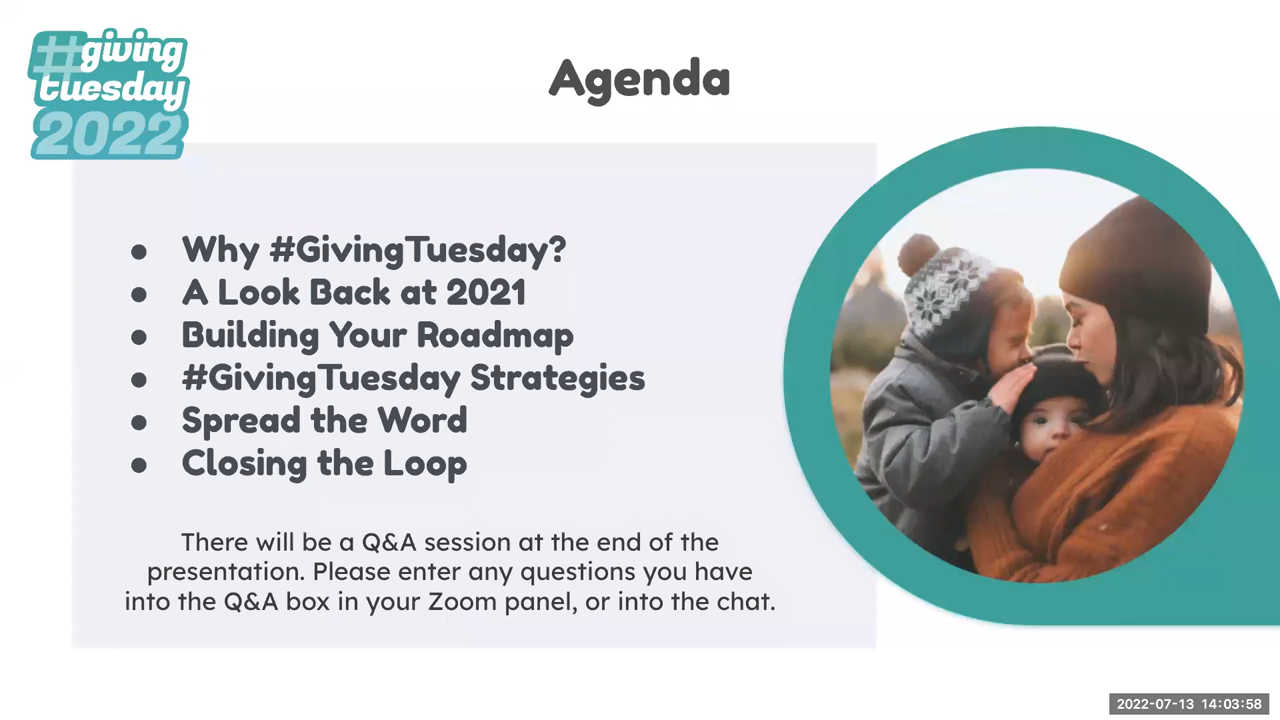 #giving
tuesday
2022
Agenda
• Why #GivingTuesday?
• A Look Back at 2021
• Building Your Roadmap
• #GivingTuesday Strategies
• Spread the Word
• Closing the Loop
There will be a Q&A session at the end of the
presentation. Please enter any questions you have
into the Q&A box in your Zoom panel, or into the chat.
2022-07-13 14:03:58